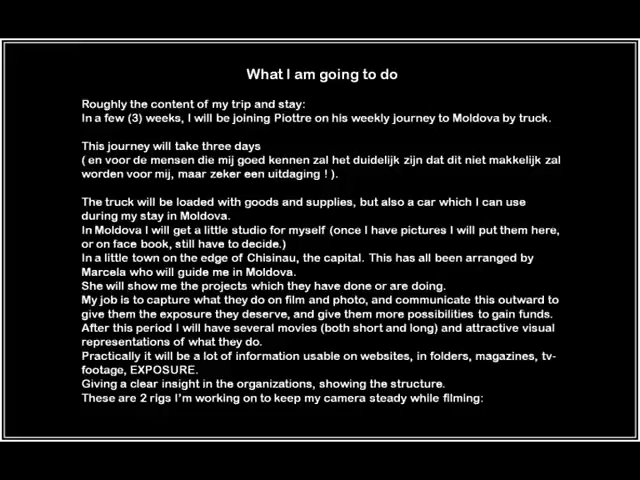 What I am going to do
Roughly the content of my trip and stay:
In a few (3) weeks, I will be joining Piottre on his weekly journey to Moldova by truck.
This journey will take three days
( en voor de mensen die mij goed kennen zal het duidelijk zijn dat dit niet makkelijk zal
worden voor mij, maar zeker een uitdaging ! ).
The truck will be loaded with goods and supplies, but also a car which I can use
during my stay in Moldova.
In Moldova I will get a little studio for myself (once I have pictures I will put them here,
or on face book, still have to decide.)
In a little town on the edge of Chisinau, the capital. This has all been arranged by
Marcela who will guide me in Moldova.
She will show me the projects which they have done or are doing.
My job is to capture what they do on film and photo, and communicate this outward to
give them the exposure they deserve, and give them more possibilities to gain funds.
After this period I will have several movies (both short and long) and attractive visual
representations of what they do.
Practically it will be a lot of information usable on websites, in folders, magazines, tv-
footage, EXPOSURE.
Giving a clear insight in the organizations, showing the structure.
These are 2 rigs I'm working on to keep my camera steady while filming: